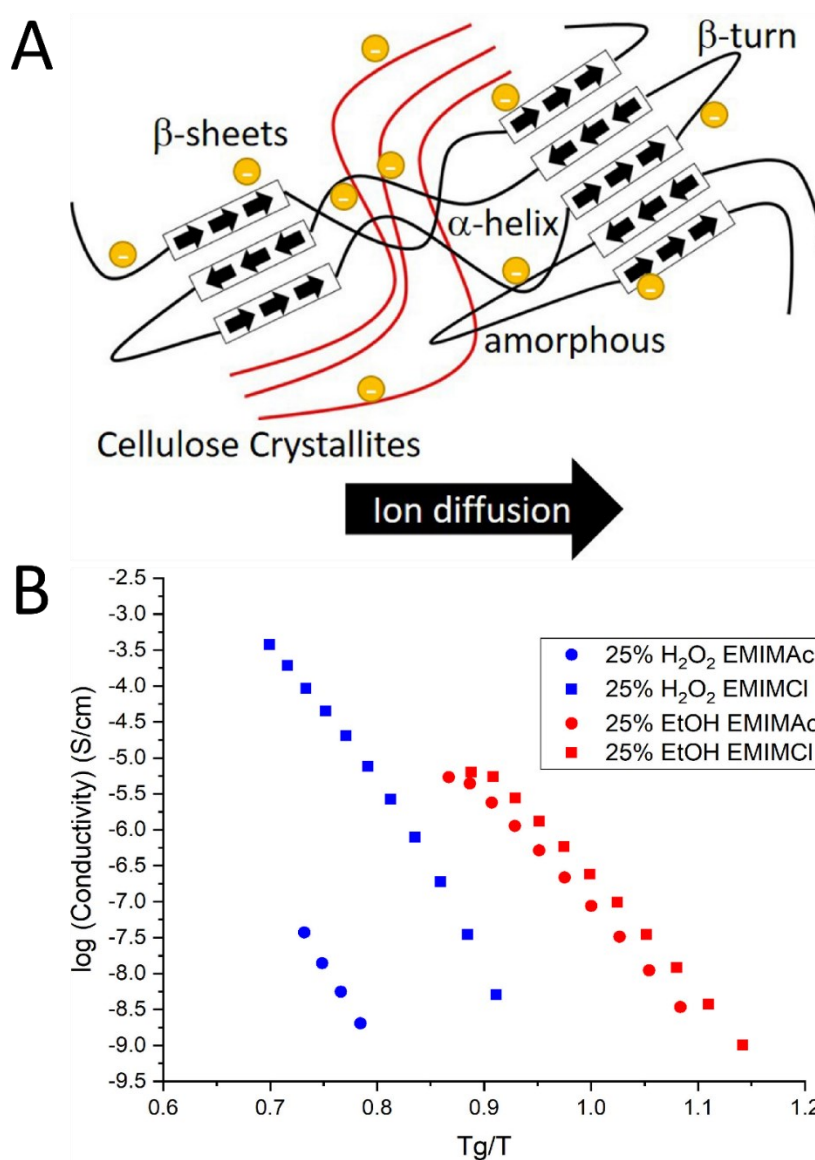 A
β-turn
β-sheets
α-helix
amorphous
Cellulose Crystallites
Ion diffusion
B
-2.5
-3.0
-3.5
-4.0
-4.5
-5.0
-5.5
-6.0
-6.5
-7.0
-7.5
-8.0
-8.5
-9.0
-9.5
log (Conductivity) (S/cm)
25% H₂O₂ EMIMAc
25% H₂O₂ EMIMCl
25% EtOH EMIMAc
25% EtOH EMIMCl
0.6 0.7 0.8 0.9 1.0 1.1 1.2
Tg/T